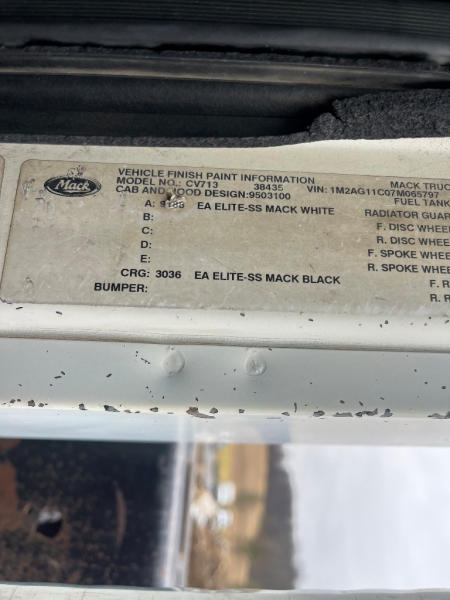 Mack
VEHICLE FINISH PAINT INFORMATION
MODEL NO.: CV713 38435 VIN: 1M2AG11C07M065797 MACK TRUC
CAB AND HOOD DESIGN:9503100 FUEL TANK
A: EA ELITE-SS MACK WHITE RADIATOR GUAR
B: F. DISC WHEE
C: R. DISC WHEE
D: F. SPOKE WHEE
E: R. SPOKE WHEE
CRG: 3036 EA ELITE-SS MACK BLACK F. R
BUMPER: R. R